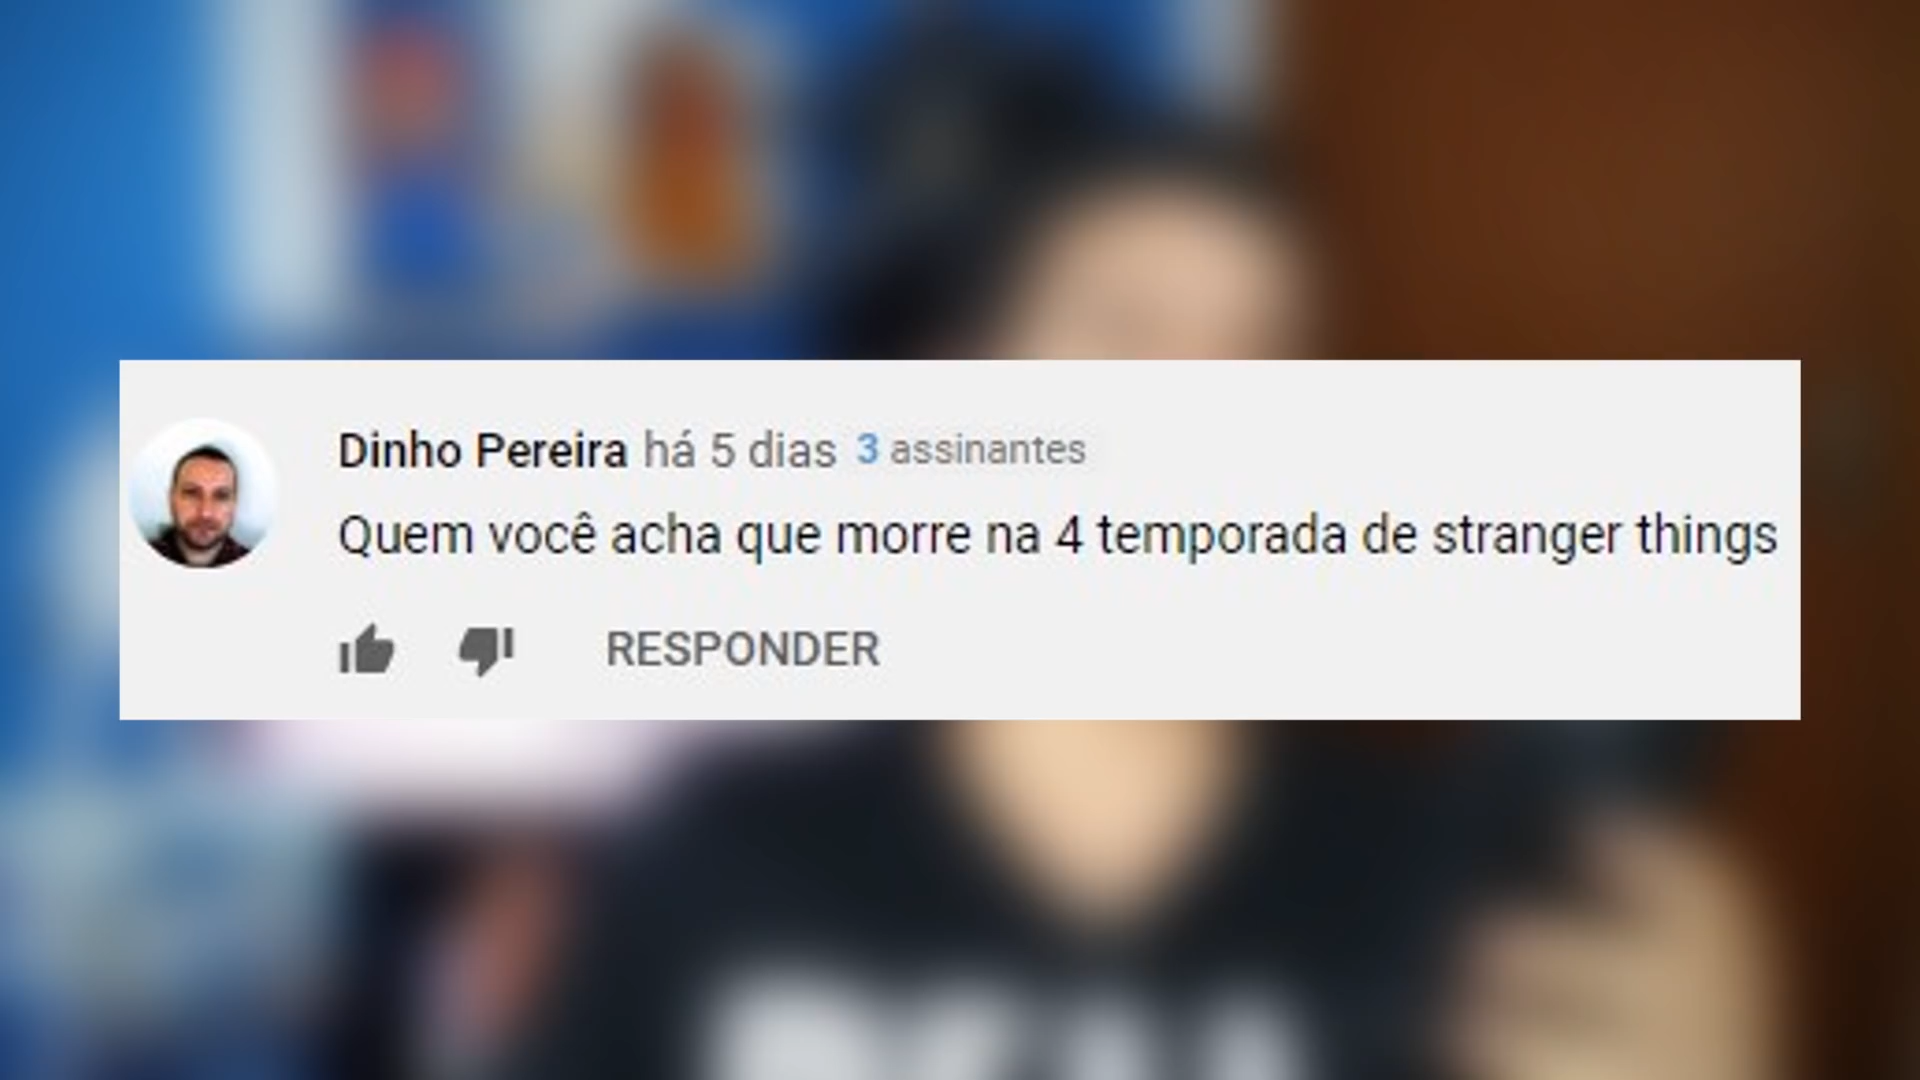 Dinho Pereira há 5 dias 3 assinantes
Quem você acha que morre na 4 temporada de stranger things
RESPONDER